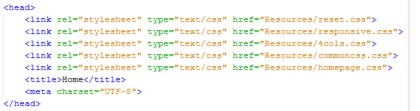 <head>
<link rel="stylesheet" type="text/css" href="Resources/reset.css">
<link rel="stylesheet" type="text/css" href="Resources/responsive.css">
<link rel="stylesheet" type="text/css" href="Resources/4cols.css">
<link rel="stylesheet" type="text/css" href="Resources/commoncss.css">
<link rel="stylesheet" type="text/css" href="Resources/homepage.css">
<title>Home</title>
<meta charset="UTF-8">
</head>